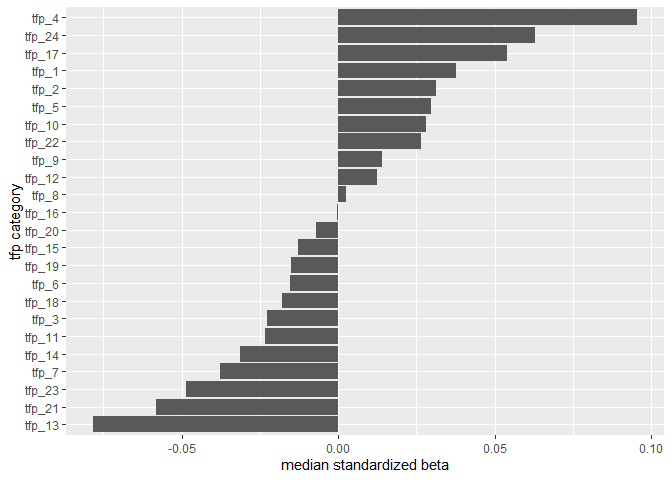 tfp_4
tfp_24
tfp_17
tfp_1
tfp_2
tfp_5
tfp_10
tfp_22
tfp_9
tfp_12
tfp_8
tfp_16
tfp_20
tfp_15
tfp_19
tfp_6
tfp_18
tfp_3
tfp_11
tfp_14
tfp_7
tfp_23
tfp_21
tfp_13
tfp category
-0.05 0.00 0.05 0.10
median standardized beta